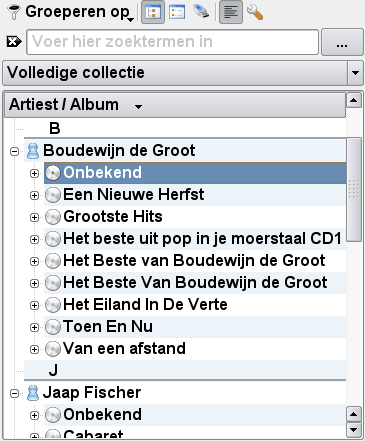 Groeperen op
Voer hier zoektermen in ...
Volledige collectie
Artiest / Album
B
Boudewijn de Groot
Onbekend
Een Nieuwe Herfst
Grootste Hits
Het beste uit pop in je moerstaal CD1
Het Beste van Boudewijn de Groot
Het Beste Van Boudewijn de Groot
Het Eiland In De Verte
Toen En Nu
Van een afstand
J
Jaap Fischer
Onbekend
Cabaret